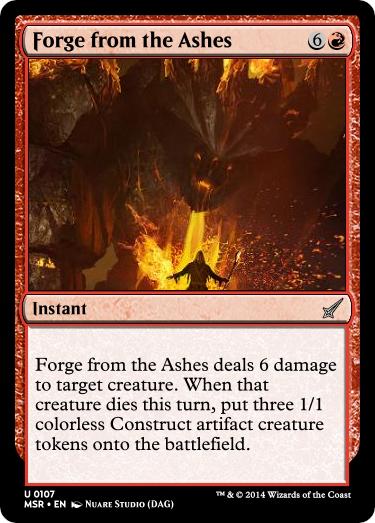 Forge from the Ashes 6
Instant
Forge from the Ashes deals 6 damage
to target creature. When that
creature dies this turn, put three 1/1
colorless Construct artifact creature
tokens onto the battlefield.
U 0107
MSR • EN Nuare Studio (DAG)
™ & © 2014 Wizards of the Coast